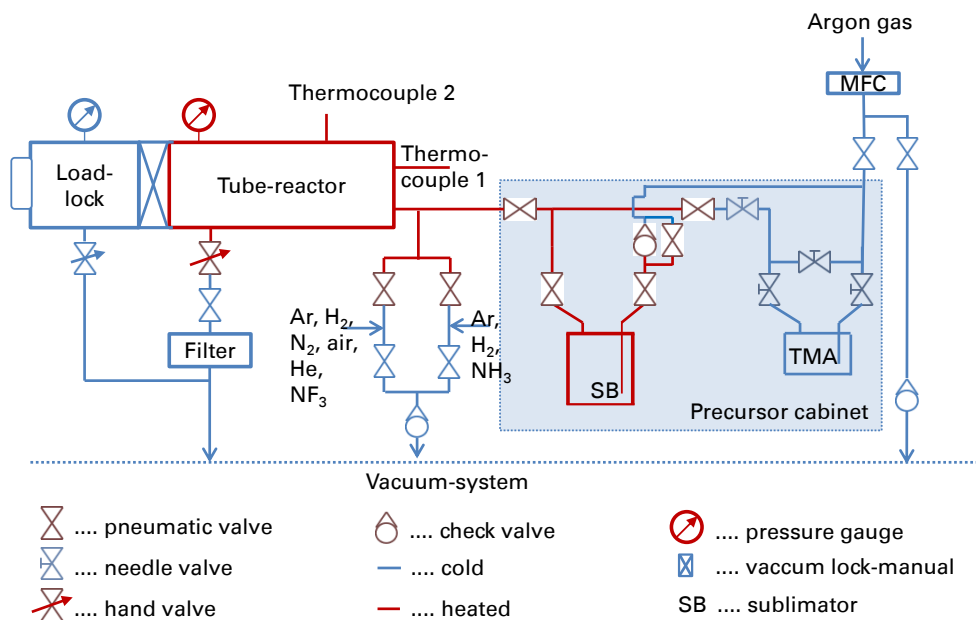 Argon gas
MFC
Thermocouple 2
Load-
lock
Tube-reactor
Thermo-
couple 1
Ar, H₂,
N₂, air,
He,
NF₃
Ar,
H₂,
NH₃
Filter
SB
TMA
Precursor cabinet
Vacuum-system
.... pneumatic valve
.... needle valve
.... hand valve
.... check valve
.... cold
.... heated
.... pressure gauge
.... vaccum lock-manual
SB .... sublimator